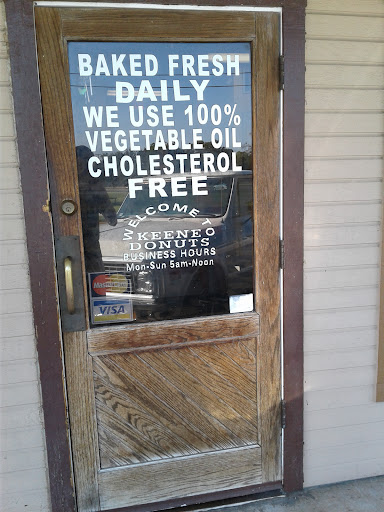 BAKED FRESH
DAILY
WE USE 100%
VEGETABLE OIL
CHOLESTEROL
FREE
WELCOME TO
KEENE
DONUTS
BUSINESS HOURS
Mon-Sun 5am-Noon
MasterCard
VISA